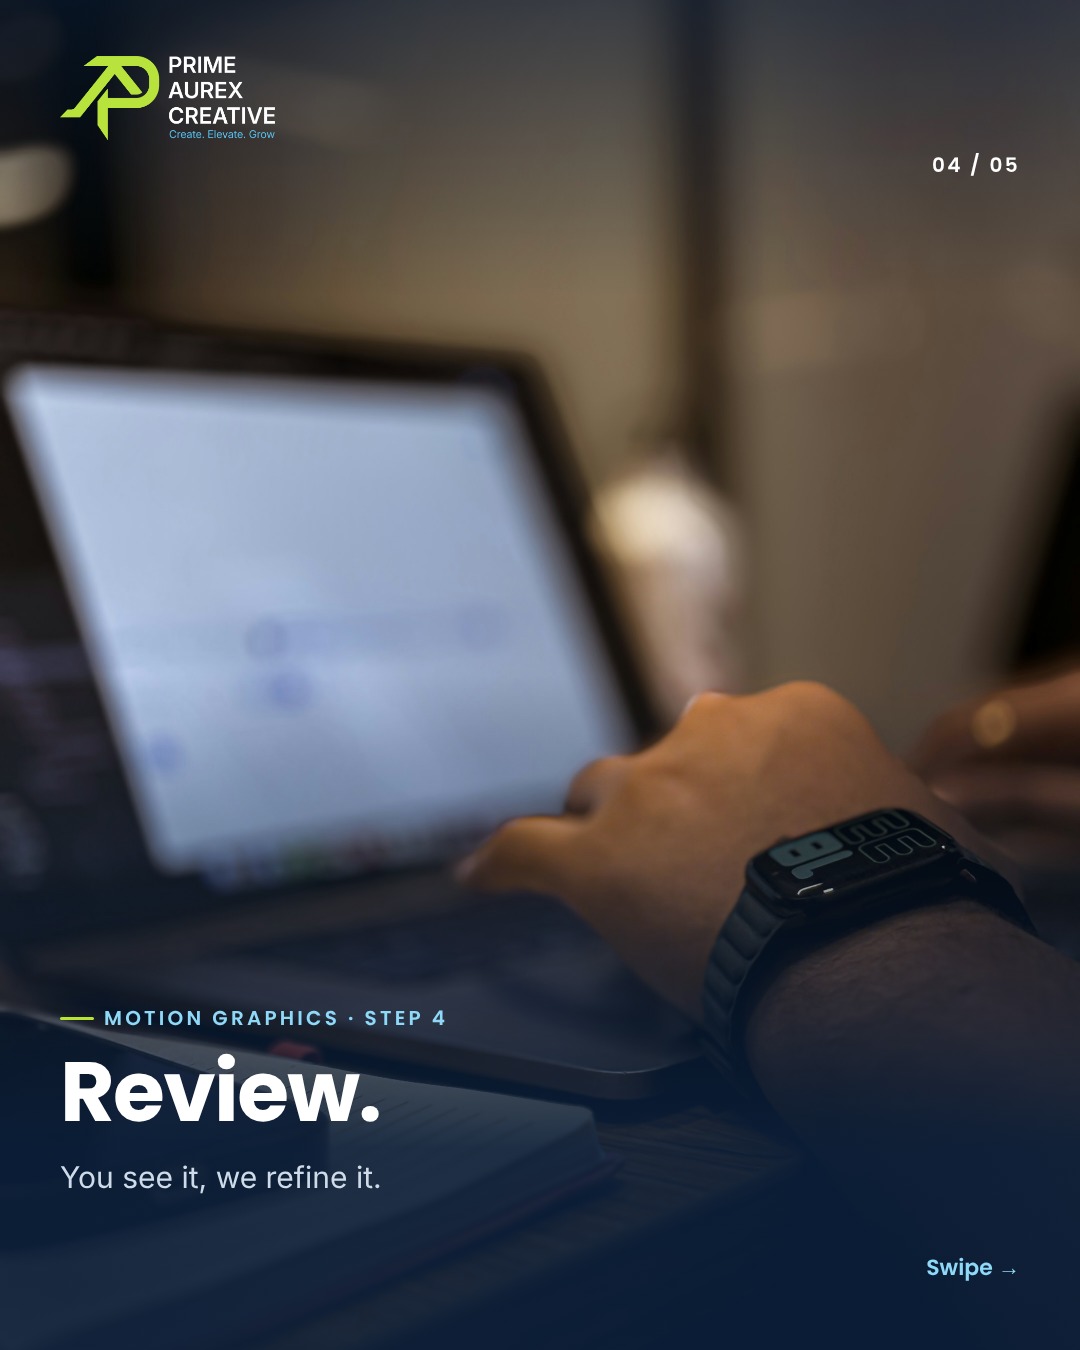 PRIME
AUREX
CREATIVE
Create. Elevate. Grow
04 / 05
MOTION GRAPHICS · STEP 4
Review.
You see it, we refine it.
Swipe →